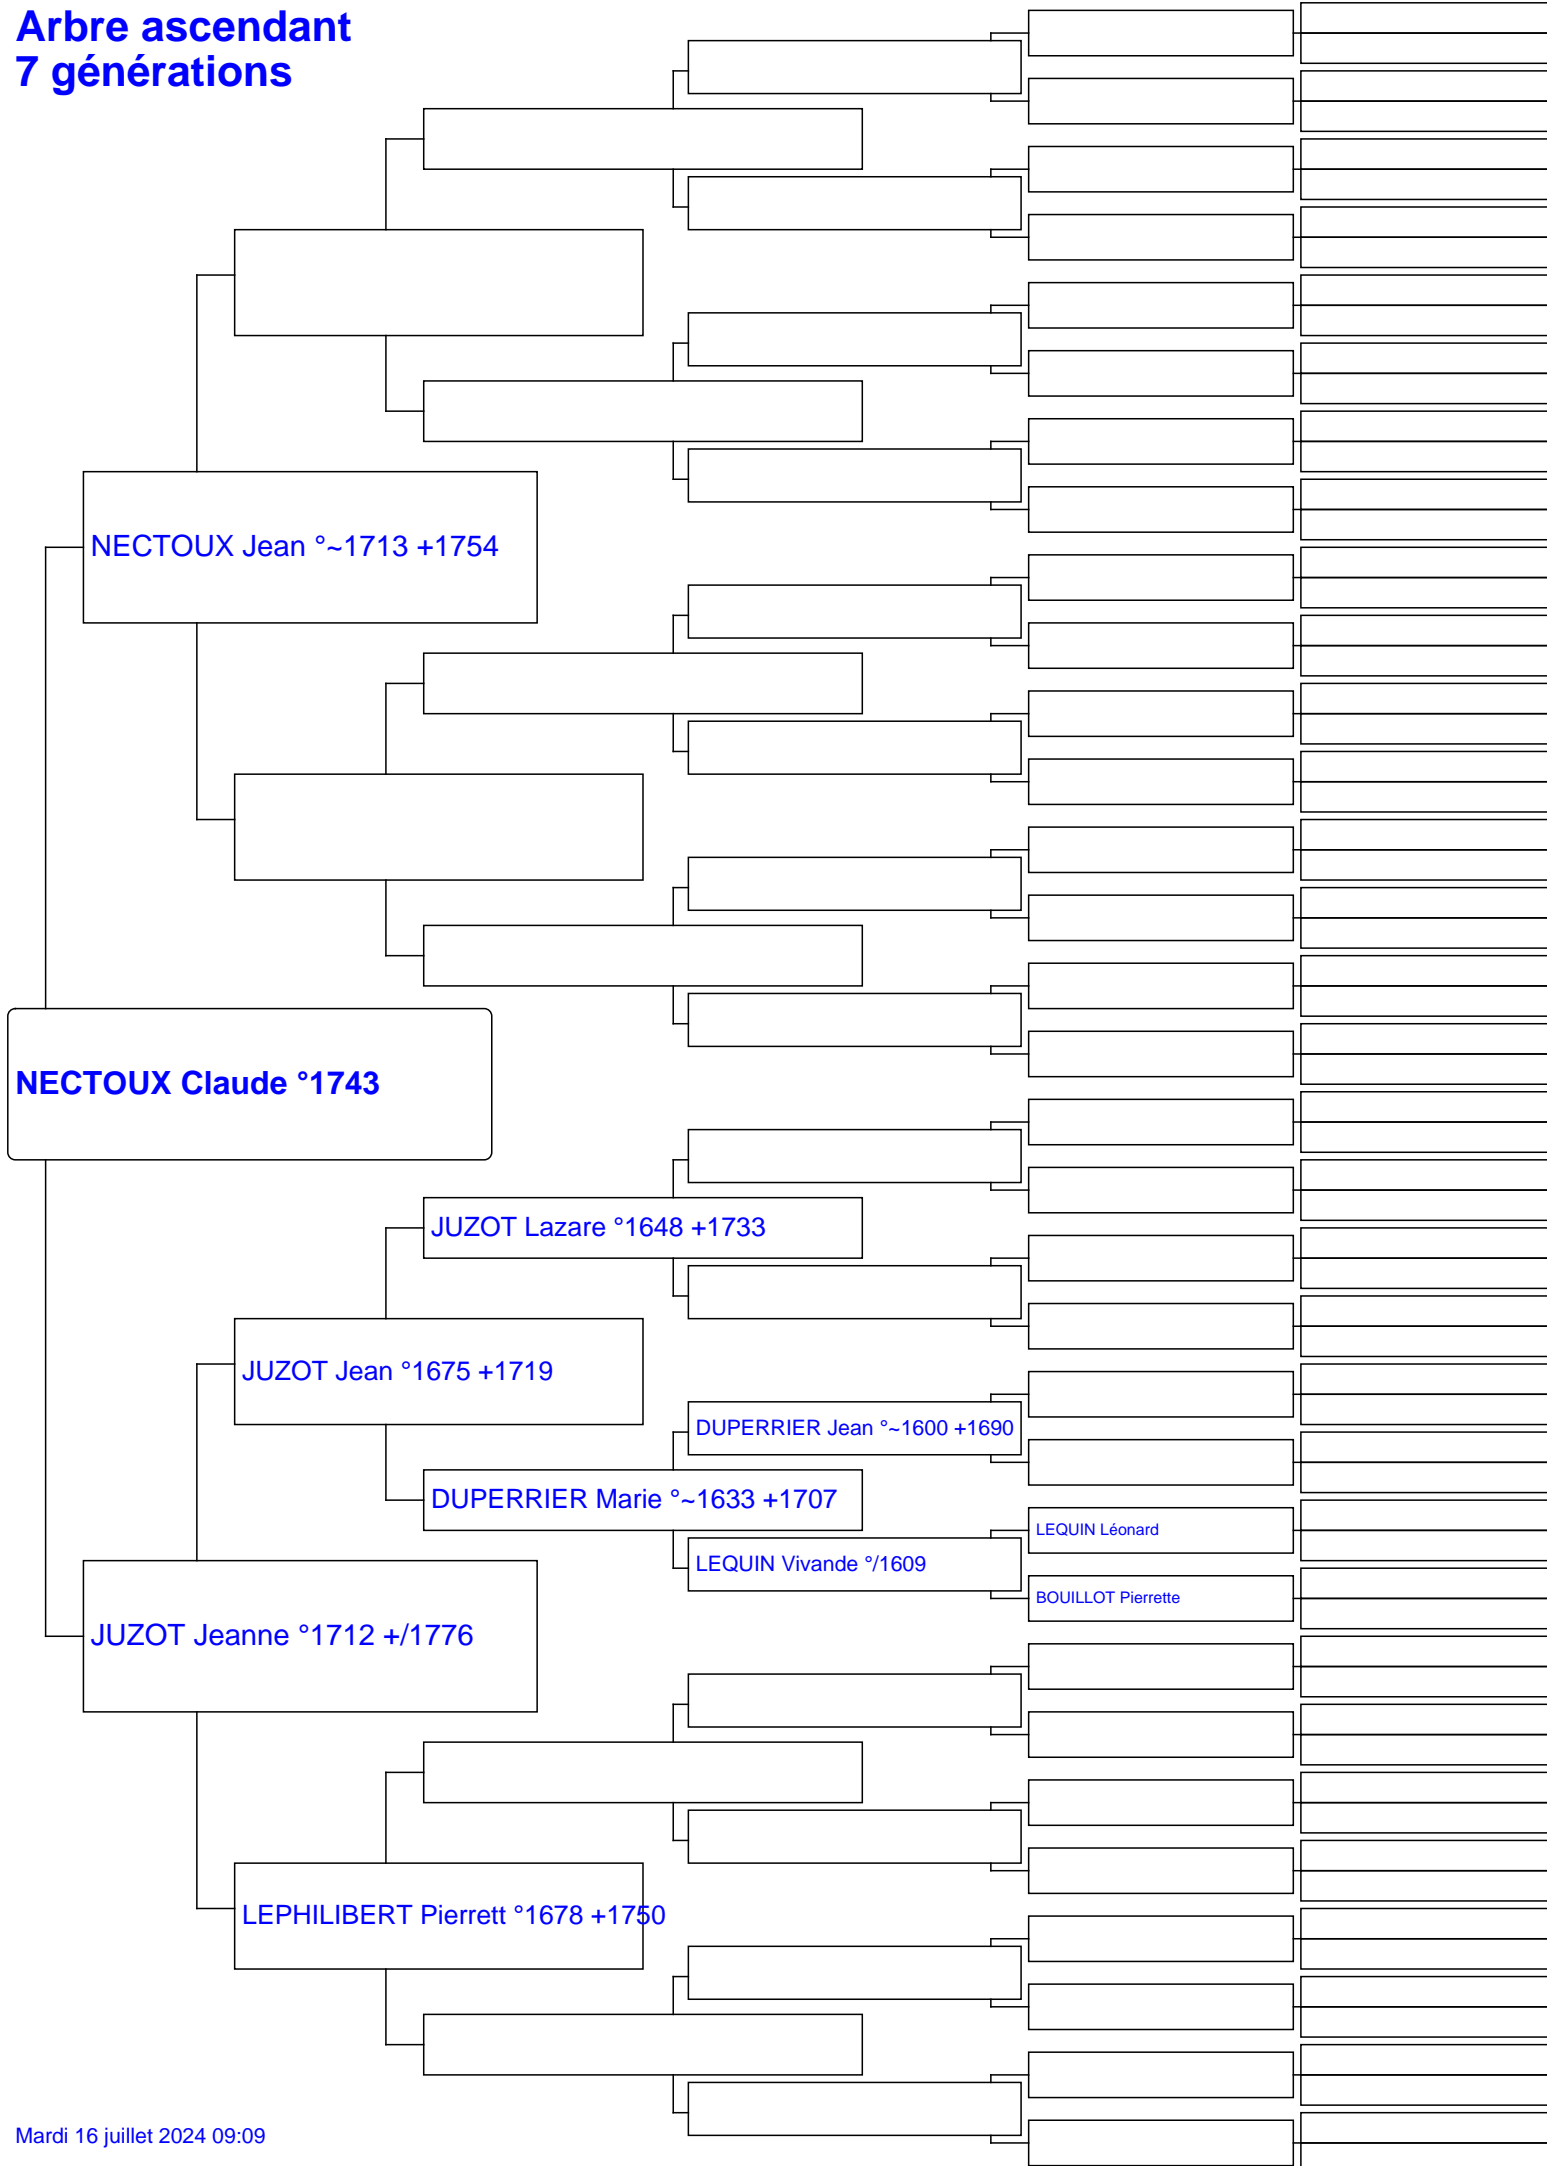 Arbre ascendant
7 générations
NECTOUX Jean °~1713 +1754
NECTOUX Claude °1743
JUZOT Lazare °1648 +1733
JUZOT Jean °1675 +1719
DUPERRIER Jean °~1600 +1690
DUPERRIER Marie °~1633 +1707
LEQUIN Léonard
LEQUIN Vivande °/1609
BOUILLOT Pierrette
JUZOT Jeanne °1712 +/1776
LEPHILIBERT Pierrett °1678 +1750
Mardi 16 juillet 2024 09:09